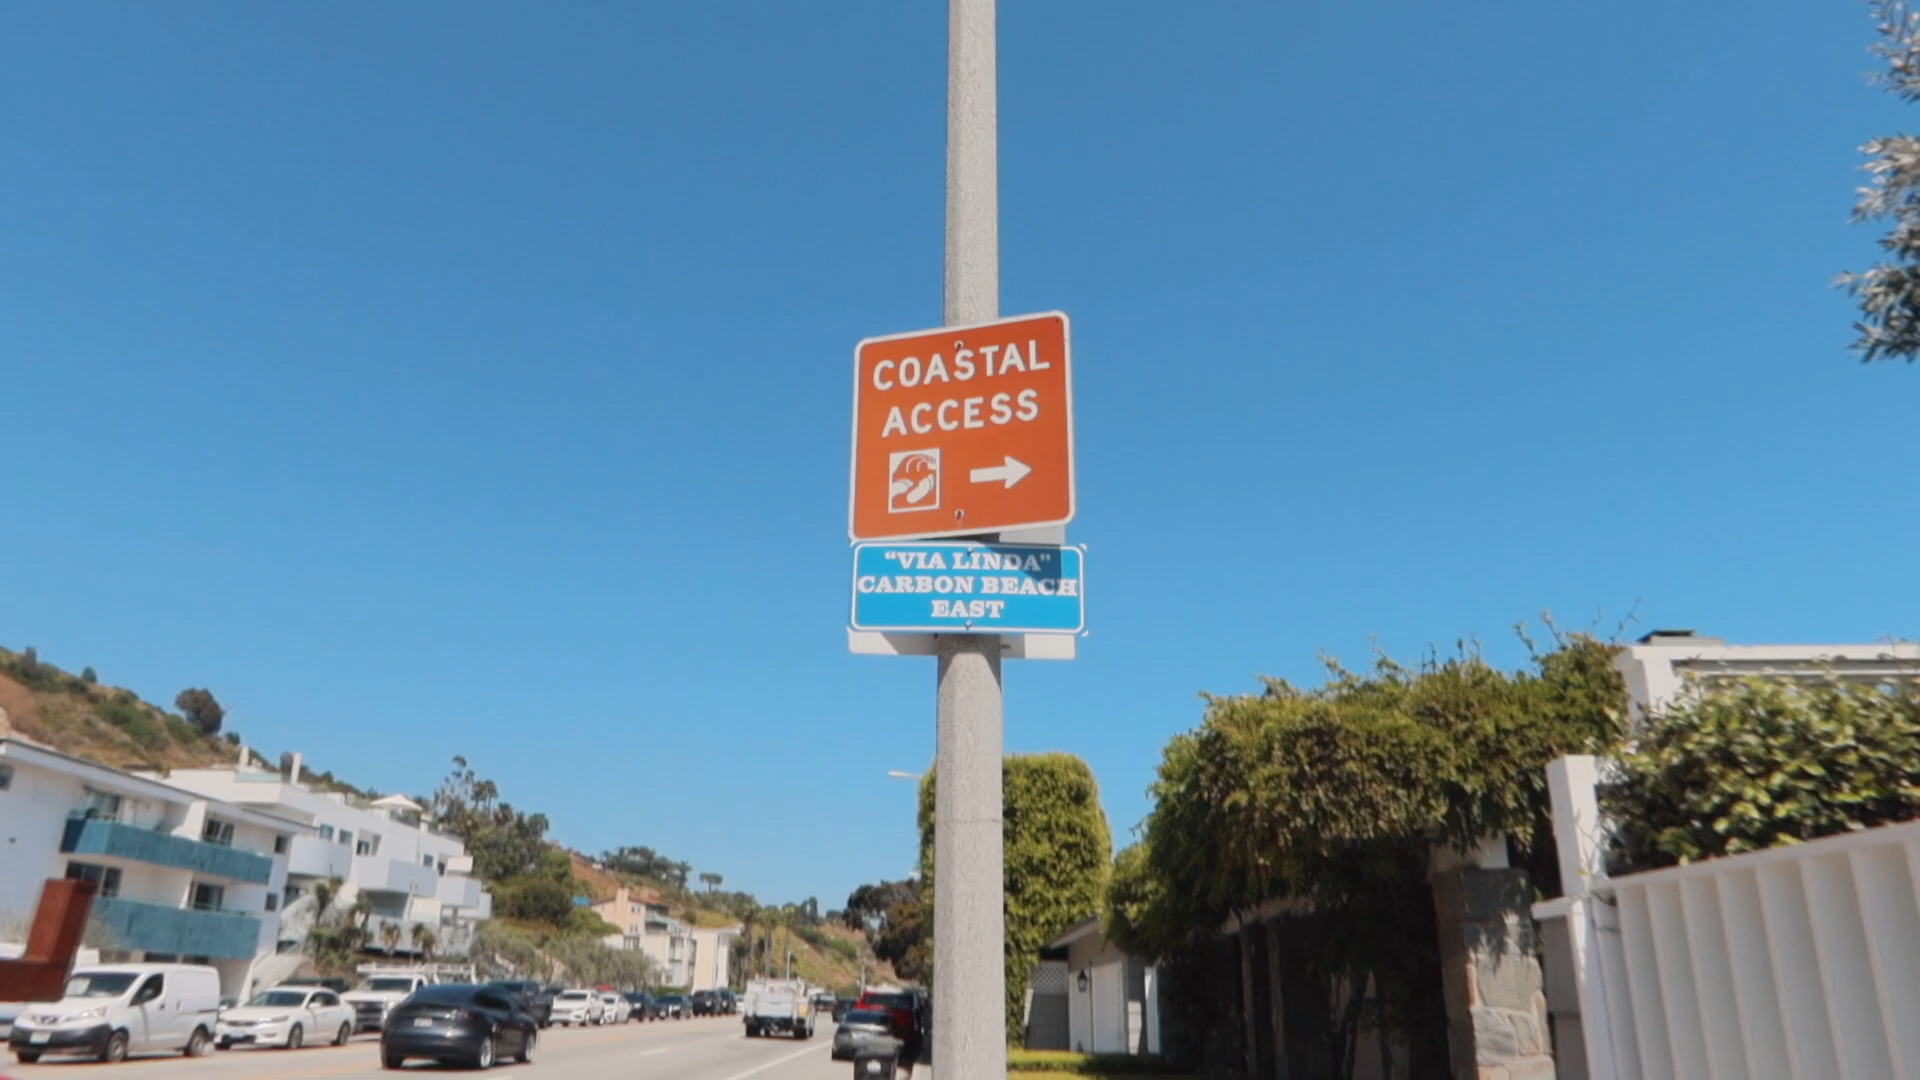 COASTAL
ACCESS
“VIA LINDA”
CARBON BEACH
EAST